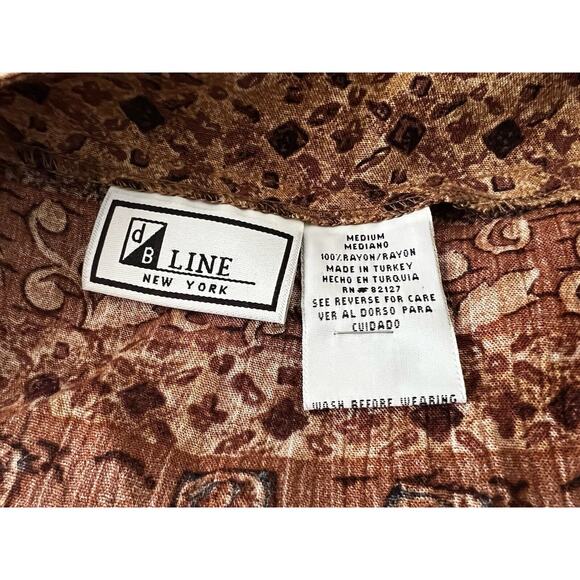 d
B LINE
NEW YORK
MEDIUM
MEDIANO
100% RAYON/RAYON
MADE IN TURKEY
HECHO EN TURQUIA
RN# 82127
SEE REVERSE FOR CARE
VER AL DORSO PARA
CUIDADO
WASH BEFORE WEARING